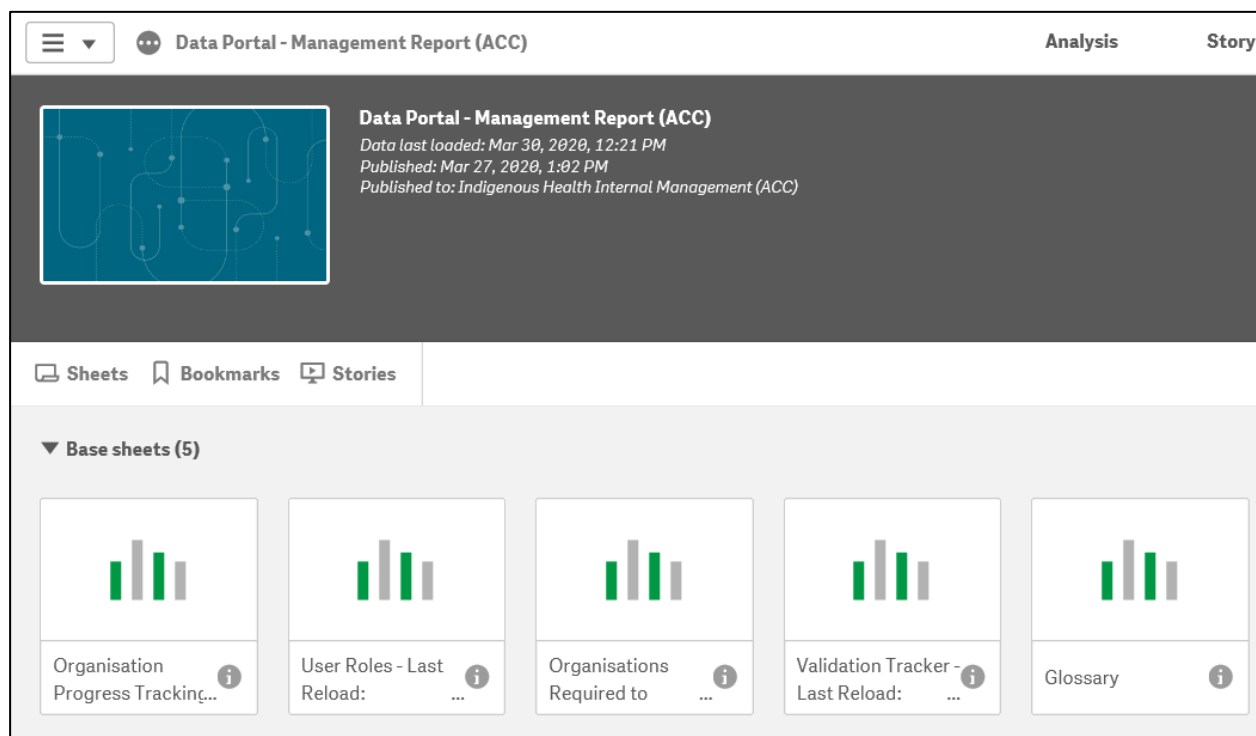 Data Portal - Management Report (ACC)
Analysis
Story
Data Portal - Management Report (ACC)
Data last loaded: Mar 30, 2020, 12:21 PM
Published: Mar 27, 2020, 1:02 PM
Published to: Indigenous Health Internal Management (ACC)
Sheets
Bookmarks
Stories
Base sheets (5)
Organisation
Progress Tracking...
User Roles - Last
Reload: ...
Organisations
Required to ...
Validation Tracker -
Last Reload: ...
Glossary